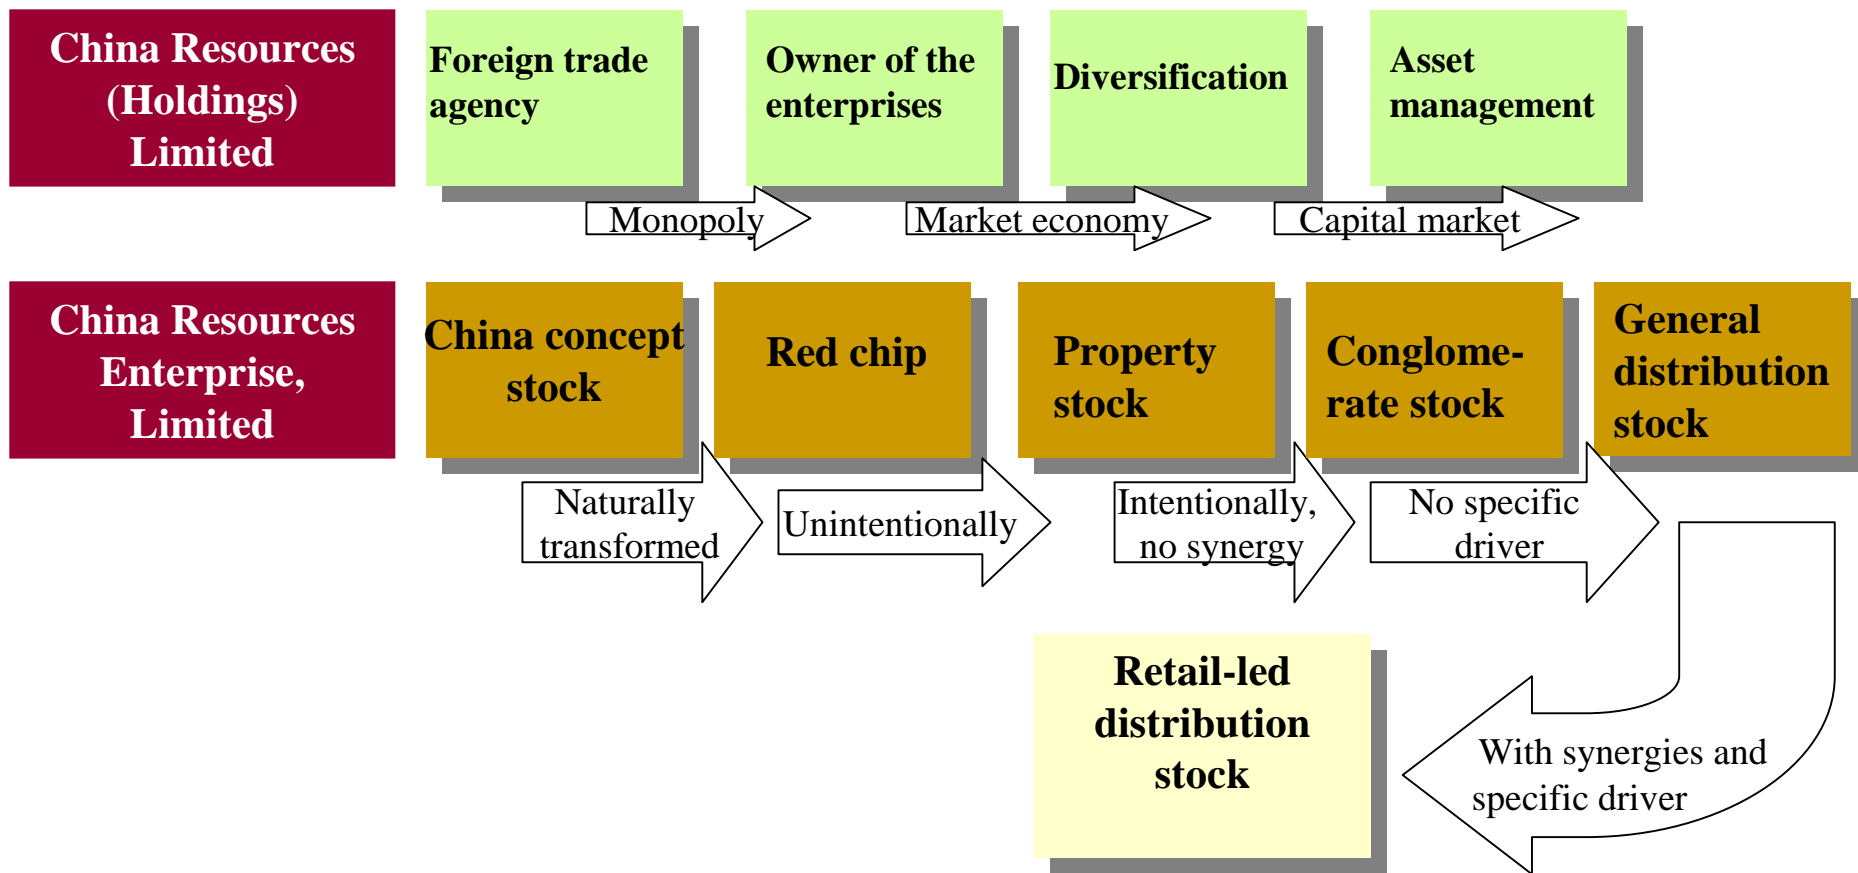 China Resources
(Holdings)
Limited
Foreign trade
agency
Owner of the
enterprises
Diversification
Asset
management
Monopoly
Market economy
Capital market
China Resources
Enterprise,
Limited
China concept
stock
Red chip
Property
stock
Conglome-
rate stock
General
distribution
stock
Naturally
transformed
Unintentionally
Intentionally,
no synergy
No specific
driver
Retail-led
distribution
stock
With synergies and
specific driver